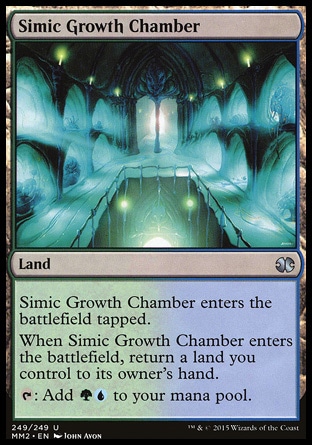 Simic Growth Chamber
Land
Simic Growth Chamber enters the
battlefield tapped.
When Simic Growth Chamber enters
the battlefield, return a land you
control to its owner's hand.
: Add to your mana pool.
249/249 U
MM2 • EN John Avon
™ & © 2015 Wizards of the Coast